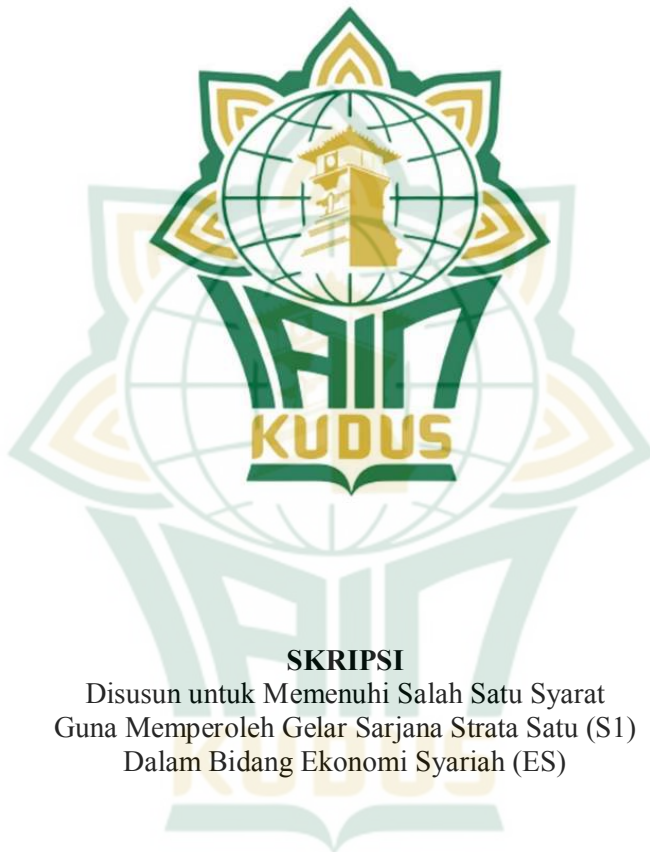 IAIN
KUDUS
SKRIPSI
Disusun untuk Memenuhi Salah Satu Syarat
Guna Memperoleh Gelar Sarjana Strata Satu (S1)
Dalam Bidang Ekonomi Syariah (ES)